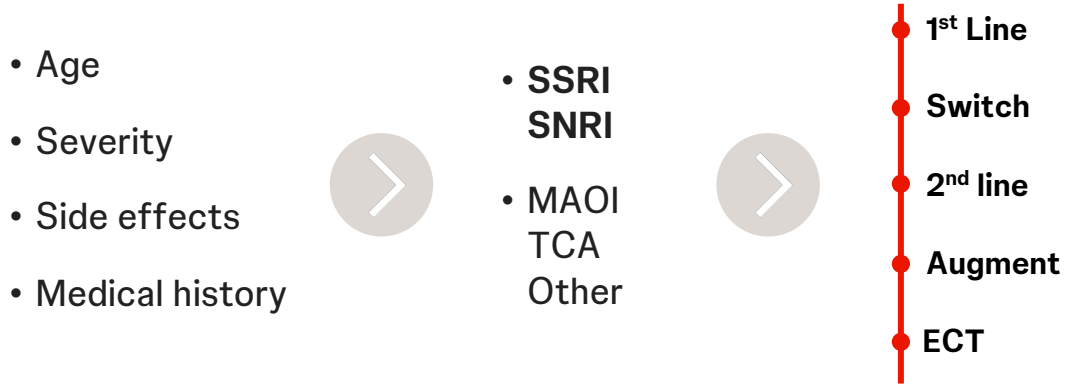 • Age
• Severity
• Side effects
• Medical history
• SSRI
SNRI
• MAOI
TCA
Other
1st Line
Switch
2nd line
Augment
ECT